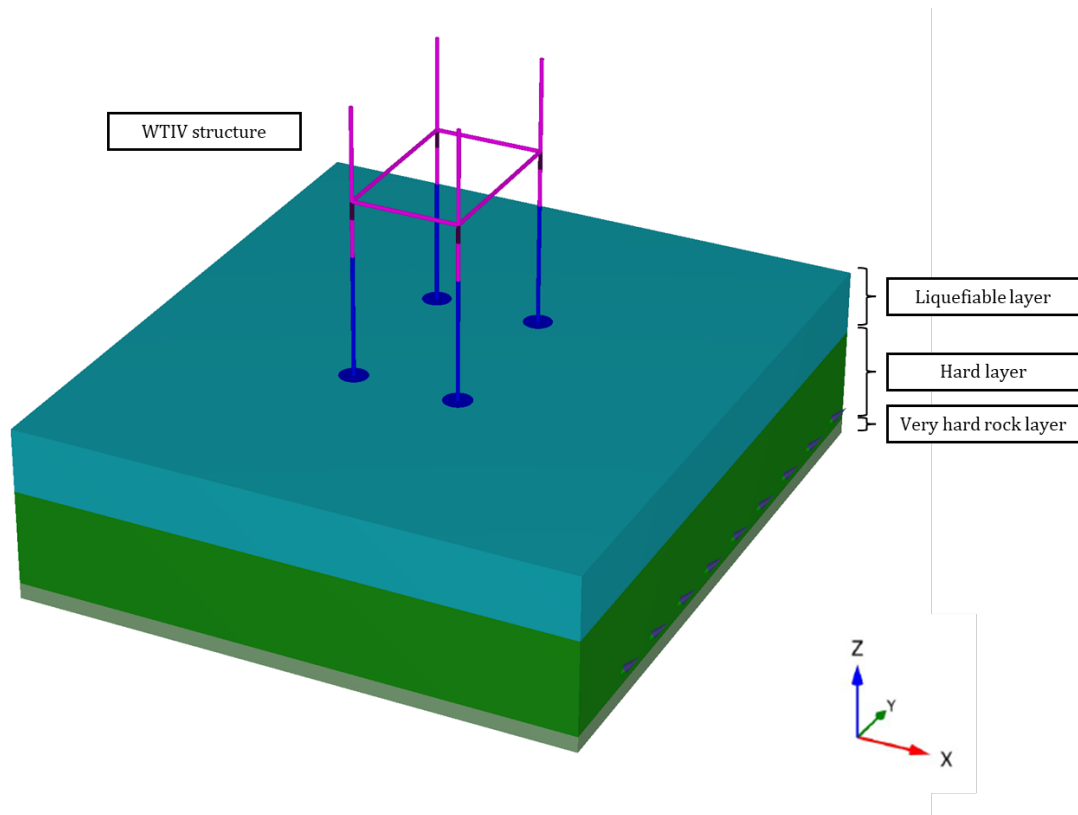 WTIV structure
Liquefiable layer
Hard layer
Very hard rock layer
Z
Y
X